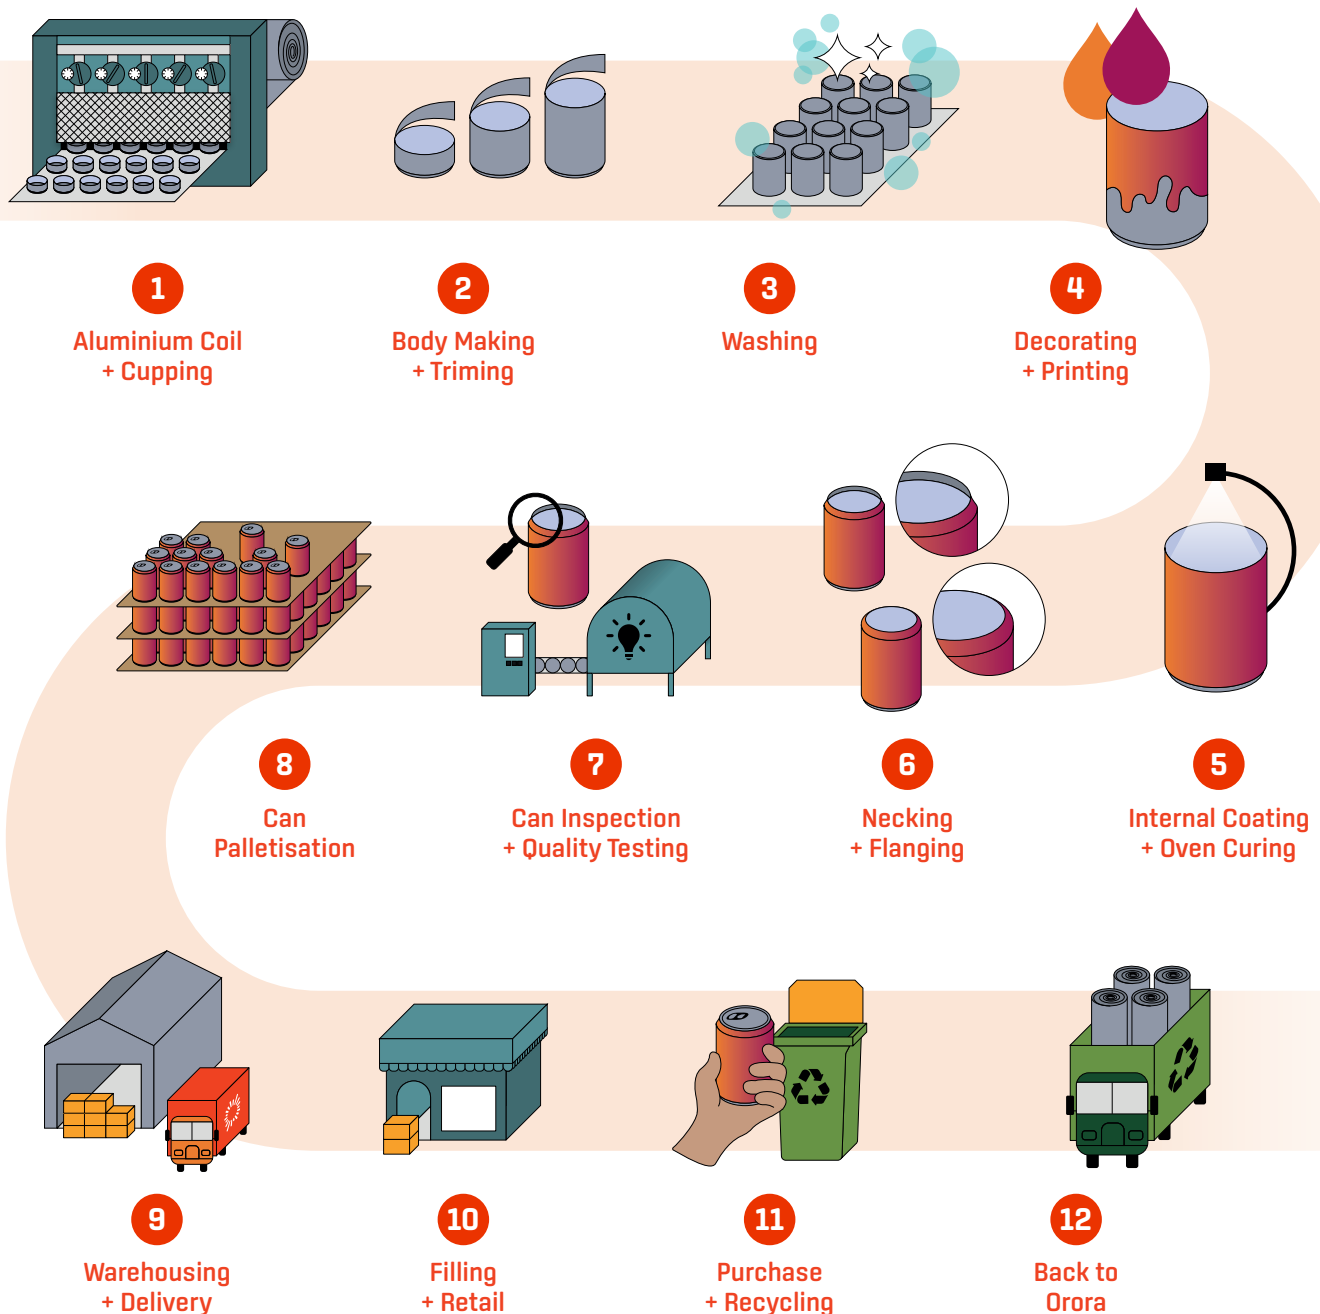 1
Aluminium Coil
+ Cupping
2
Body Making
+ Triming
3
Washing
4
Decorating
+ Printing
8
Can
Palletisation
7
Can Inspection
+ Quality Testing
6
Necking
+ Flanging
5
Internal Coating
+ Oven Curing
9
Warehousing
+ Delivery
10
Filling
+ Retail
11
Purchase
+ Recycling
12
Back to
Orora